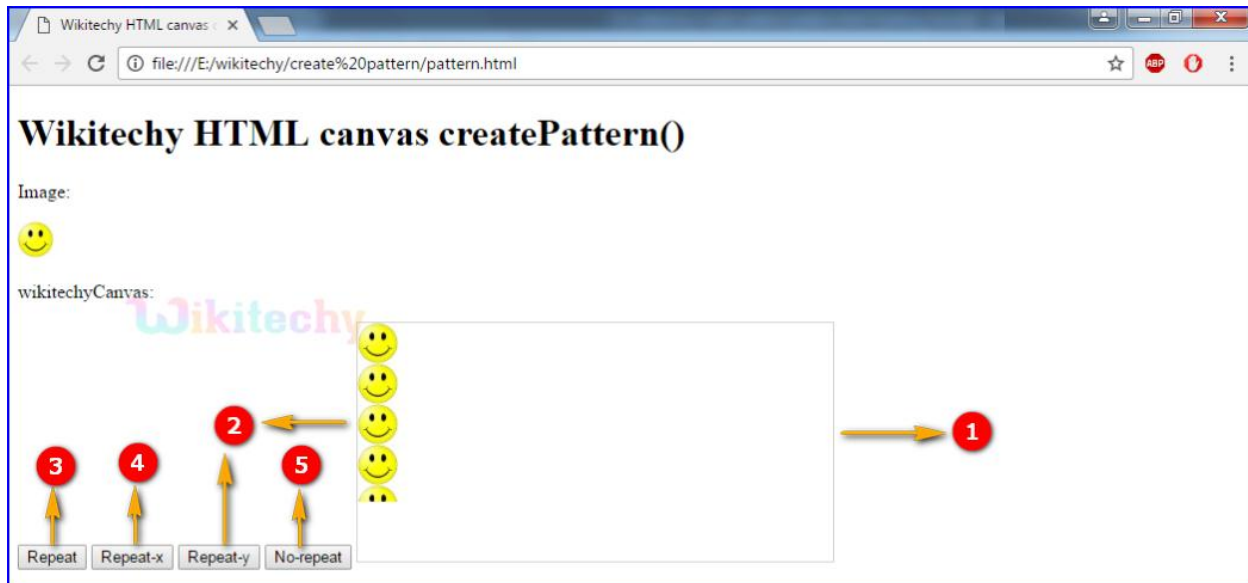 Wikitechy HTML canvas c
file:///E:/wikitechy/create%20pattern/pattern.html
ABP
Wikitechy HTML canvas createPattern()
Image:
wikitechyCanvas:
Wikitechy
2
1
3
4
5
Repeat Repeat-x Repeat-y No-repeat